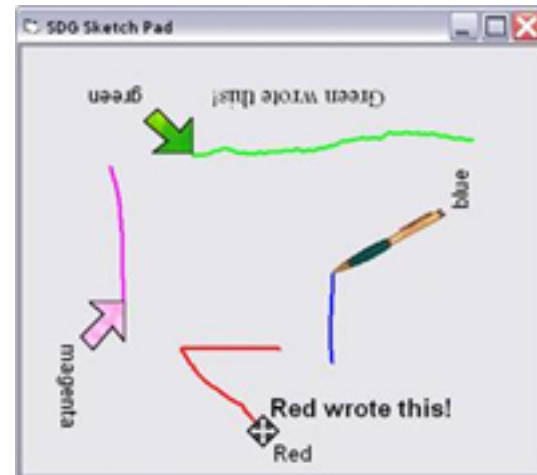 SDG Sketch Pad
green
Green wrote this!
blue
magenta
Red wrote this!
Red